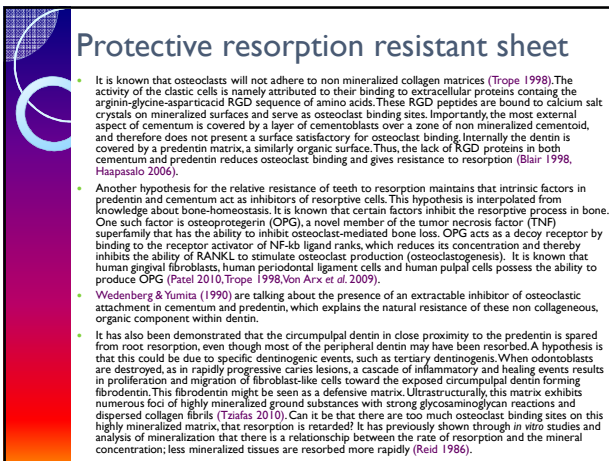 Protective resorption resistant sheet
• It is known that osteoclasts will not adhere to non mineralized collagen matrices (Trope 1998).The
activity of the clastic cells is namely attributed to their binding to extracellular proteins containg the
arginin-glycine-asparticacid RGD sequence of amino acids.These RGD peptides are bound to calcium salt
crystals on mineralized surfaces and serve as osteoclast binding sites. Importantly, the most external
aspect of cementum is covered by a layer of cementoblasts over a zone of non mineralized cementoid,
and therefore does not present a surface satisfactory for osteoclast binding. Internally the dentin is
covered by a predentin matrix, a similarly organic surface.Thus, the lack of RGD proteins in both
cementum and predentin reduces osteoclast binding and gives resistance to resorption (Blair 1998,
Haapasalo 2006).
• Another hypothesis for the relative resistance of teeth to resorption maintains that intrinsic factors in
predentin and cementum act as inhibitors of resorptive cells.This hypothesis is interpolated from
knowledge about bone-homeostasis. It is known that certain factors inhibit the resorptive process in bone.
One such factor is osteoprotegerin (OPG), a novel member of the tumor necrosis factor (TNF)
superfamily that has the ability to inhibit osteoclast-mediated bone loss. OPG acts as a decoy receptor by
binding to the receptor activator of NF-kb ligand ranks, which reduces its concentration and thereby
inhibits the ability of RANKL to stimulate osteoclast production (osteoclastogenesis). It is known that
human gingival fibroblasts, human periodontal ligament cells and human pulpal cells possess the ability to
produce OPG (Patel 2010,Trope 1998,Von Arx et al. 2009).
• Wedenberg & Yumita (1990) are talking about the presence of an extractable inhibitor of osteoclastic
attachment in cementum and predentin, which explains the natural resistance of these non collageneous,
organic component within dentin.
• It has also been demonstrated that the circumpulpal dentin in close proximity to the predentin is spared
from root resorption, even though most of the peripheral dentin may have been resorbed.A hypothesis is
that this could be due to specific dentinogenic events, such as tertiary dentinogenis.When odontoblasts
are destroyed, as in rapidly progressive caries lesions, a cascade of inflammatory and healing events results
in proliferation and migration of fibroblast-like cells toward the exposed circumpulpal dentin forming
fibrodentin.This fibrodentin might be seen as a defensive matrix. Ultrastructurally, this matrix exhibits
numerous foci of highly mineralized ground substances with strong glycosaminoglycan reactions and
dispersed collagen fibrils (Tziafas 2010). Can it be that there are too much osteoclast binding sites on this
highly mineralized matrix, that resorption is retarded? It has previously shown through in vitro studies and
analysis of mineralization that there is a relationschip between the rate of resorption and the mineral
concentration; less mineralized tissues are resorbed more rapidly (Reid 1986).